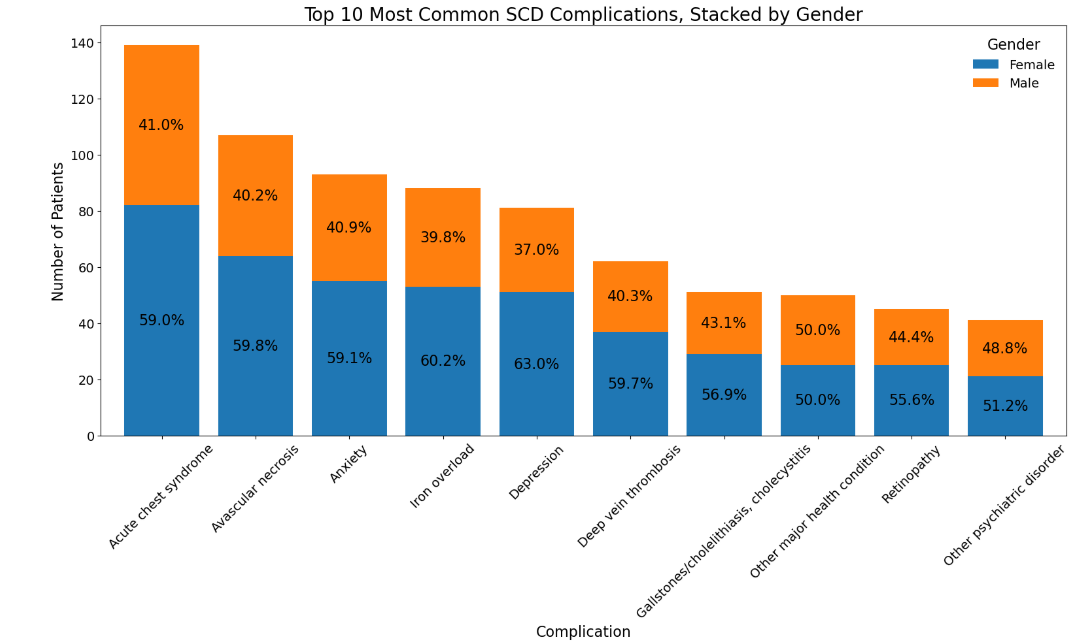 Top 10 Most Common SCD Complications, Stacked by Gender
Number of Patients
140
120
100
80
60
40
20
0
Gender
Female
Male
41.0%
59.0%
40.2%
59.8%
40.9%
59.1%
39.8%
60.2%
37.0%
63.0%
40.3%
59.7%
43.1%
56.9%
50.0%
50.0%
44.4%
55.6%
48.8%
51.2%
Acute chest syndrome
Avascular necrosis
Anxiety
Iron overload
Depression
Deep vein thrombosis
Gallstones/cholelithiasis, cholecystitis
Other major health condition
Retinopathy
Other psychiatric disorder
Complication